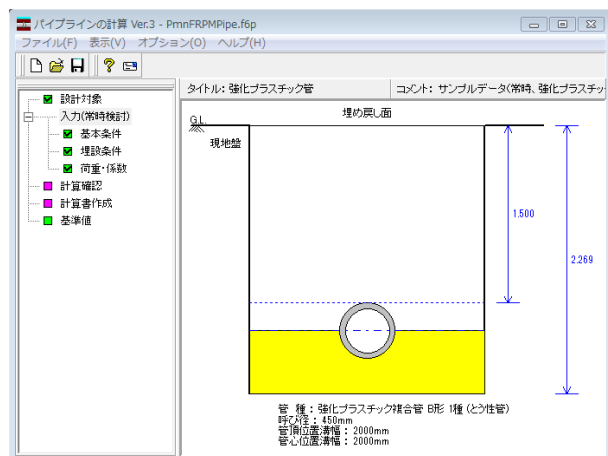 パイプラインの計算 Ver.3 - PmnFRPMPipe.f6p
ファイル(F) 表示(V) オプション(O) ヘルプ(H)
タイトル: 強化プラスチック管
コメント: サンプルデータ(常時、強化プラスチッ
設計対象
入力(常時検討)
基本条件
埋設条件
荷重・係数
計算確認
計算書作成
基準値
G.L.
埋め戻し面
現地盤
1.500
2.269
管 種 : 強化プラスチック複合管 B形 1種 (とう性管)
呼び径 : 450mm
管頂位置溝幅 : 2000mm
管心位置溝幅 : 2000mm